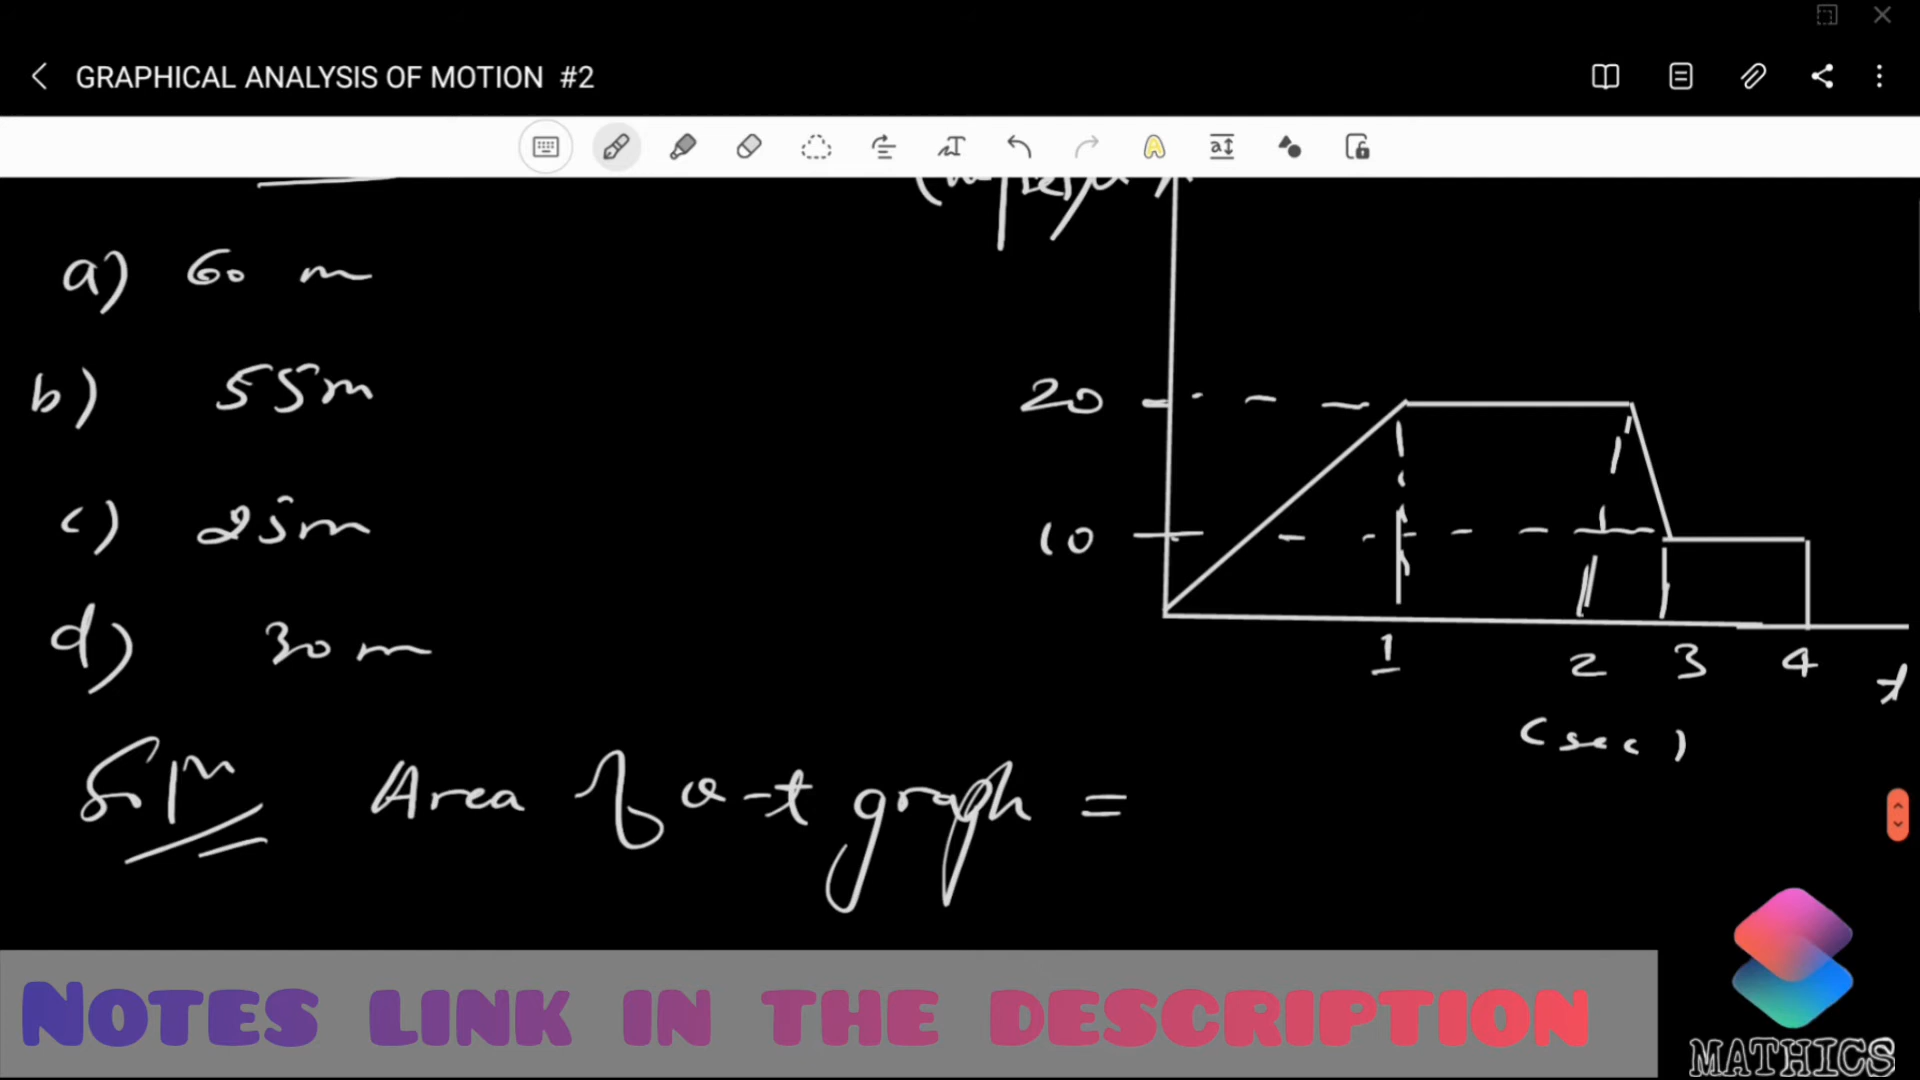 GRAPHICAL ANALYSIS OF MOTION #2
a) 60 m
b) 55m
c) 25m
d) 30 m
20
10
1 2 3 4 t
(sec)
Sol^n Area of v-t graph =
NOTES LINK IN THE DESCRIPTION
MATHICS